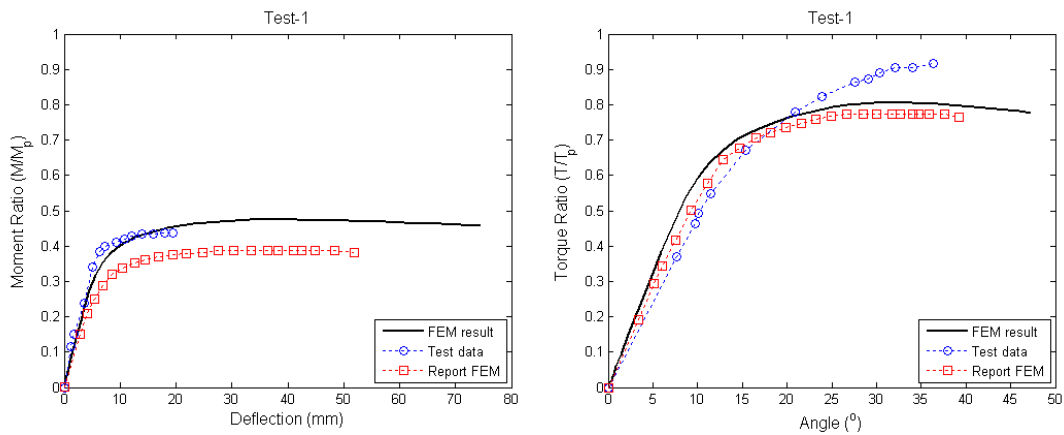 Test-1
Moment Ratio (M/Mp)
1
0.9
0.8
0.7
0.6
0.5
0.4
0.3
0.2
0.1
0
0 10 20 30 40 50 60 70 80
Deflection (mm)
FEM result
Test data
Report FEM
Test-1
Torque Ratio (T/Tp)
1
0.9
0.8
0.7
0.6
0.5
0.4
0.3
0.2
0.1
0
0 5 10 15 20 25 30 35 40 45 50
Angle (º)
FEM result
Test data
Report FEM